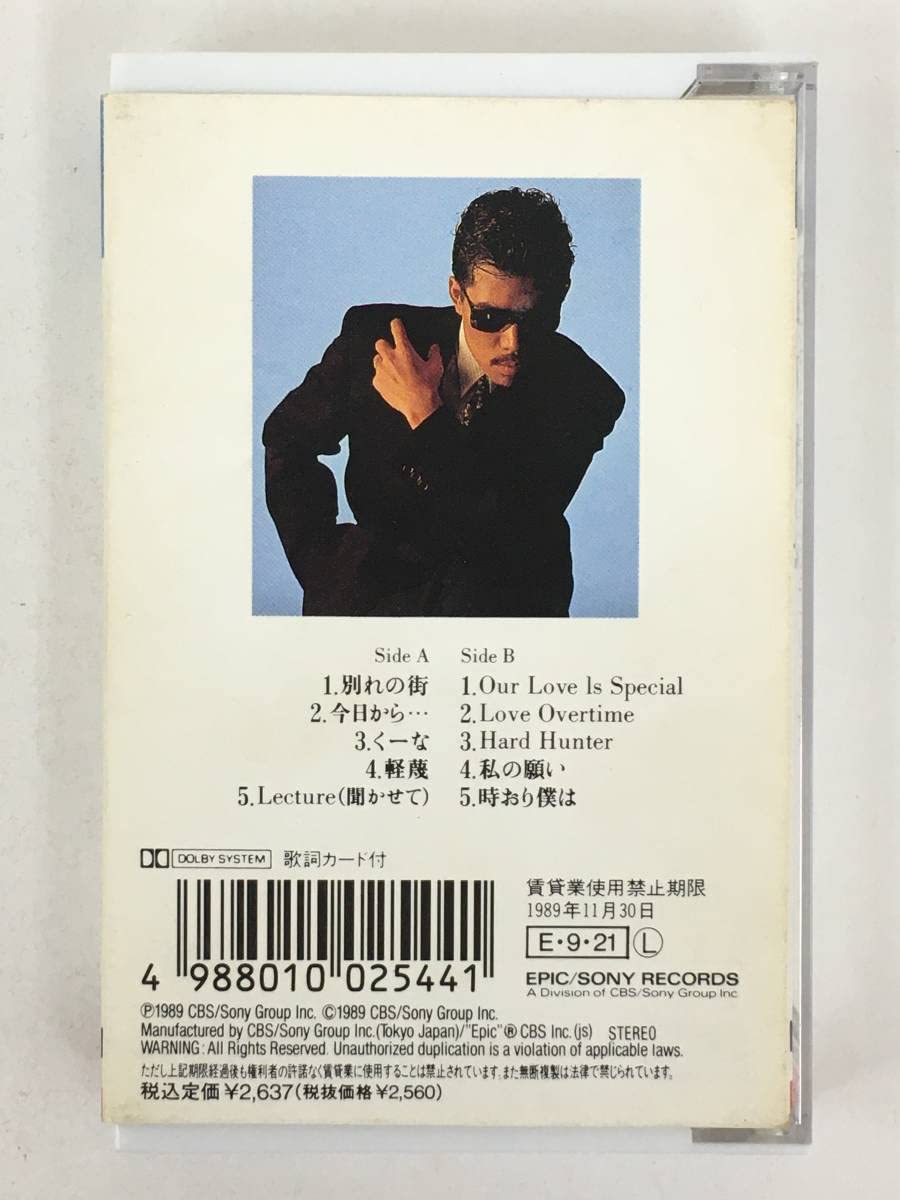 Side A
1.別れの街
2.今日から…
3.くーな
4.軽蔑
5.Lecture(聞かせて)
Side B
1.Our Love Is Special
2.Love Overtime
3.Hard Hunter
4.私の願い
5.時おり僕は
DOLBY SYSTEM 歌詞カード付
4 988010 025441
賃貸業使用禁止期限
1989年11月30日
E・9・21 L
EPIC/SONY RECORDS
A Division of CBS/Sony Group Inc
Ⓟ1989 CBS/Sony Group Inc. ©1989 CBS/Sony Group Inc.
Manufactured by CBS/Sony Group Inc.(Tokyo Japan)/"Epic"® CBS Inc.(js) STEREO
WARNING: All Rights Reserved. Unauthorized duplication is a violation of applicable laws.
ただし上記期限経過後も権利者の許諾なく賃貸業に使用することは禁止されています。また無断複製は法律で禁じられています。
税込定価¥2,637(税抜価格¥2,560)